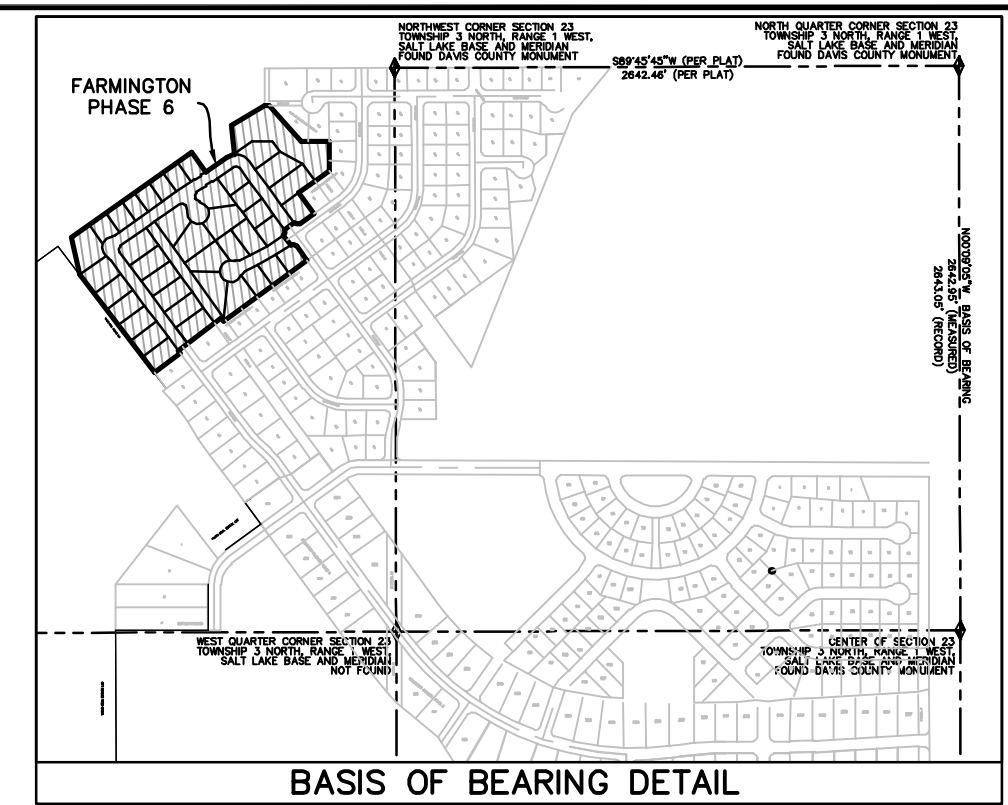 NORTHWEST CORNER SECTION 23
TOWNSHIP 3 NORTH, RANGE 1 WEST,
SALT LAKE BASE AND MERIDIAN
FOUND DAVIS COUNTY MONUMENT
NORTH QUARTER CORNER SECTION 23
TOWNSHIP 3 NORTH, RANGE 1 WEST,
SALT LAKE BASE AND MERIDIAN
FOUND DAVIS COUNTY MONUMENT
S89°45'45"W (PER PLAT)
2642.46' (PER PLAT)
FARMINGTON
PHASE 6
N00°09'05"W BASIS OF BEARING
2642.95' (MEASURED)
2643.05' (RECORD)
WEST QUARTER CORNER SECTION 23
TOWNSHIP 3 NORTH, RANGE 1 WEST,
SALT LAKE BASE AND MERIDIAN
NOT FOUND
CENTER OF SECTION 23
TOWNSHIP 3 NORTH, RANGE 1 WEST,
SALT LAKE BASE AND MERIDIAN
FOUND DAVIS COUNTY MONUMENT
BASIS OF BEARING DETAIL